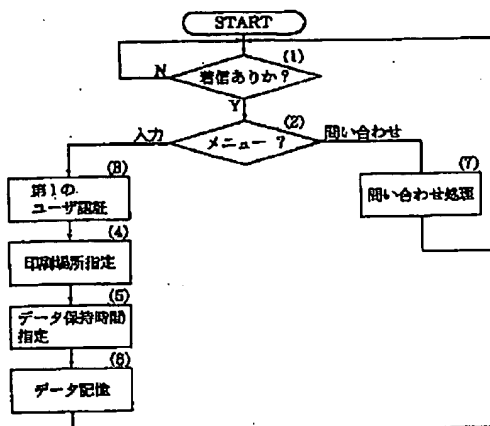 START
(1)
着信ありか?
N
Y
(2)
メニュー ?
入力
問い合わせ
(3)
第1の
ユーザ認証
(7)
問い合わせ処理
(4)
印刷場所指定
(5)
データ保持時間
指定
(6)
データ記憶